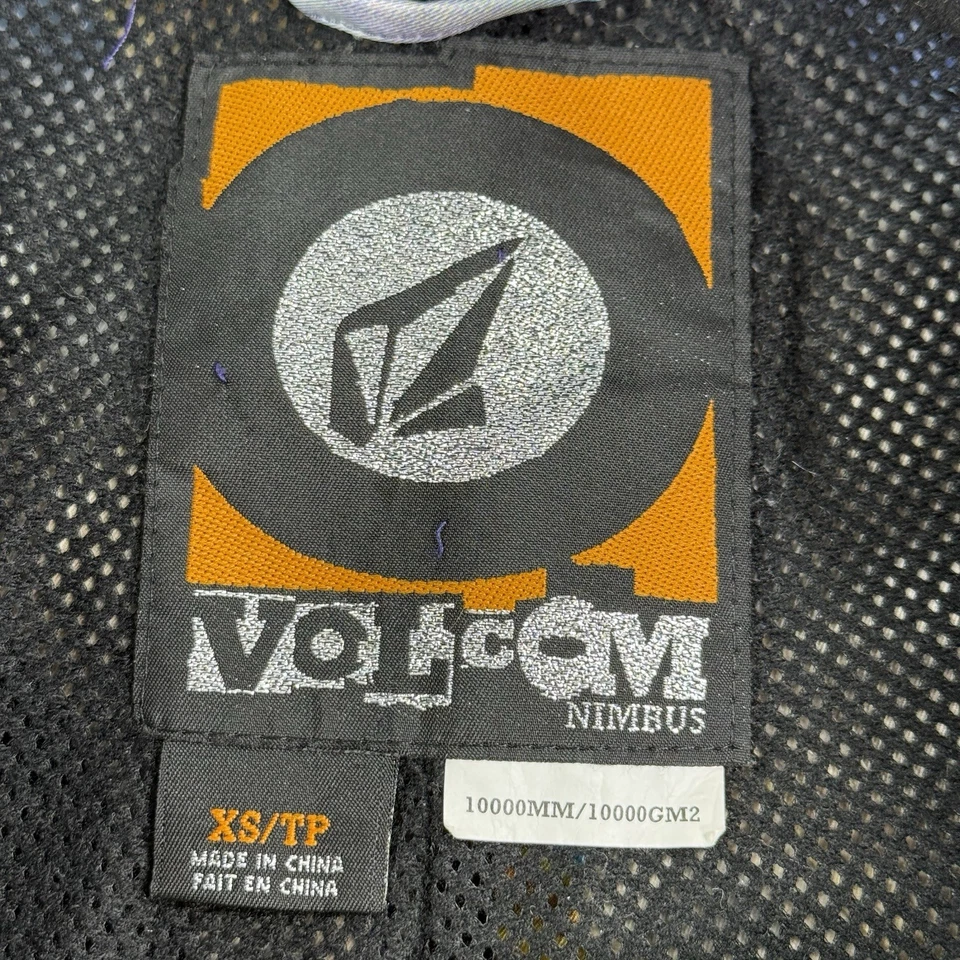 VOLCOM
NIMBUS
XS/TP
MADE IN CHINA
FAIT EN CHINA
10000MM/10000GM2